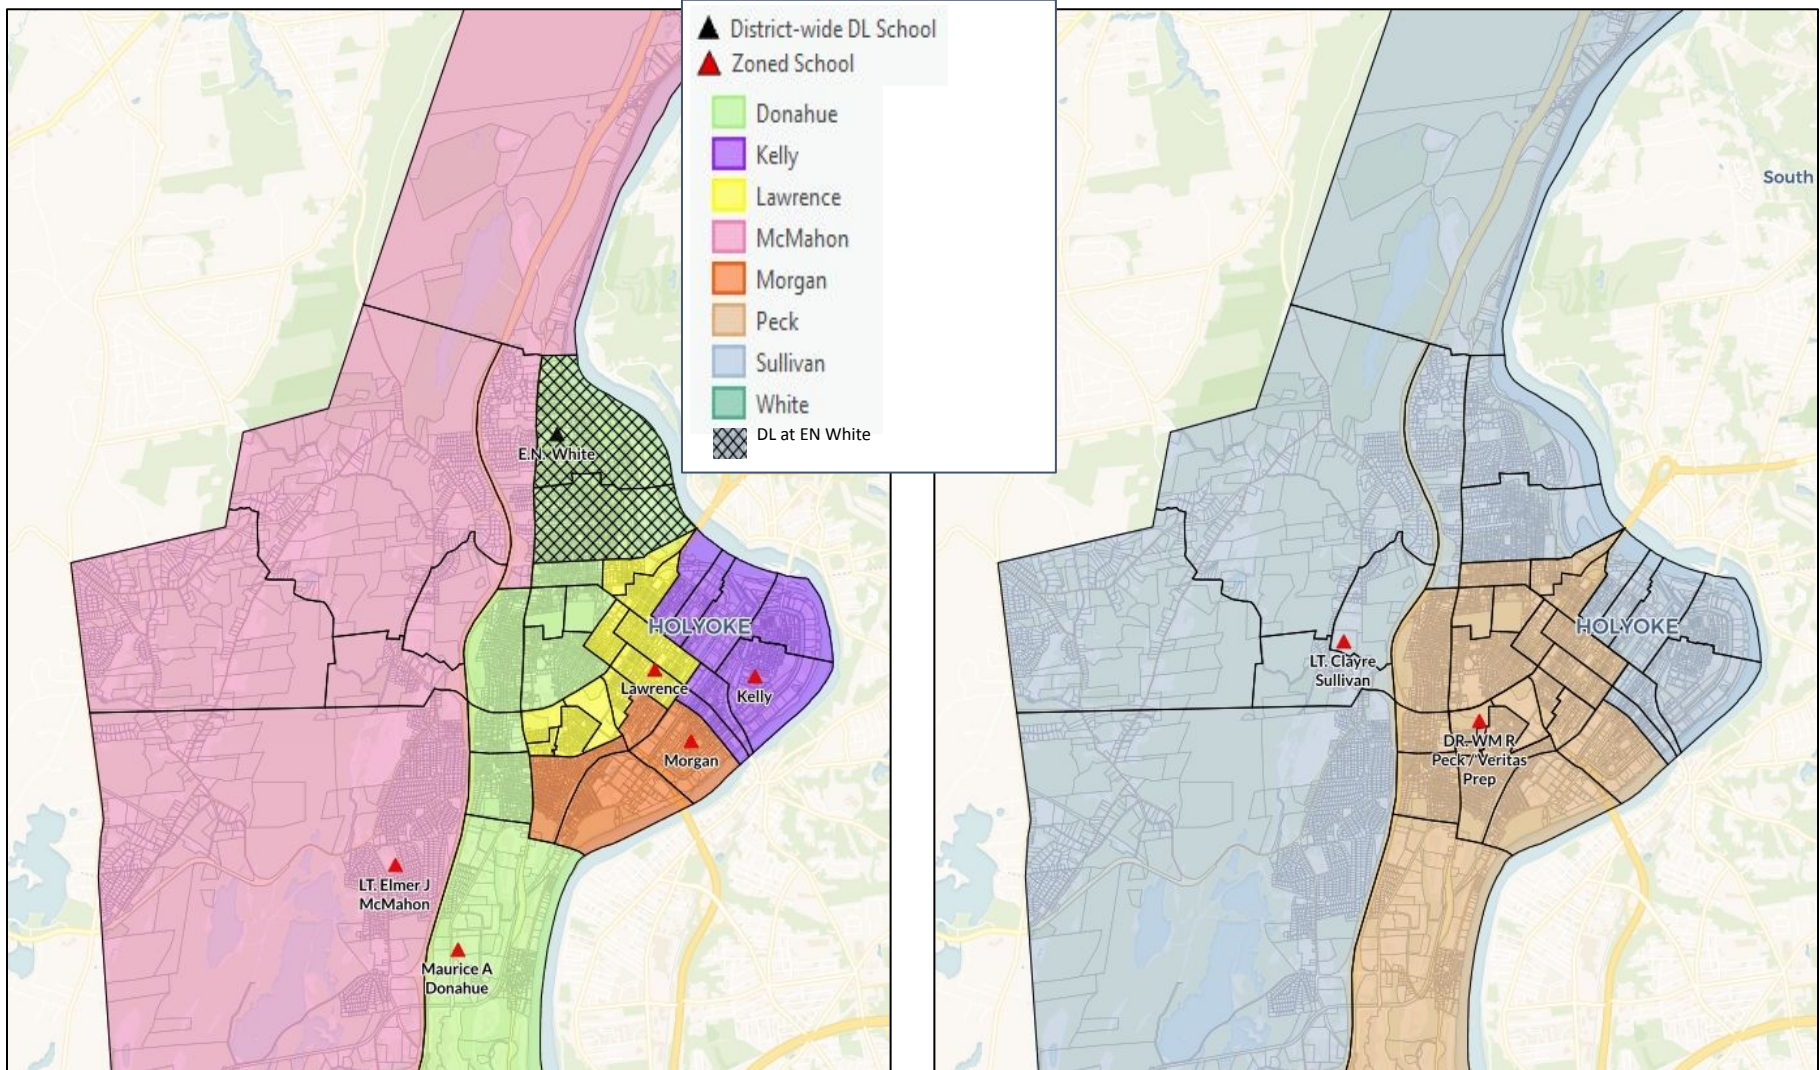 District-wide DL School
Zoned School
Donahue
Kelly
Lawrence
McMahon
Morgan
Peck
Sullivan
White
DL at EN White
E.N. White
HOLYOKE
Lawrence
Kelly
Morgan
LT. Elmer J
McMahon
Maurice A
Donahue
South
HOLYOKE
LT. Clayre
Sullivan
DR. WM R
Peck / Veritas
Prep